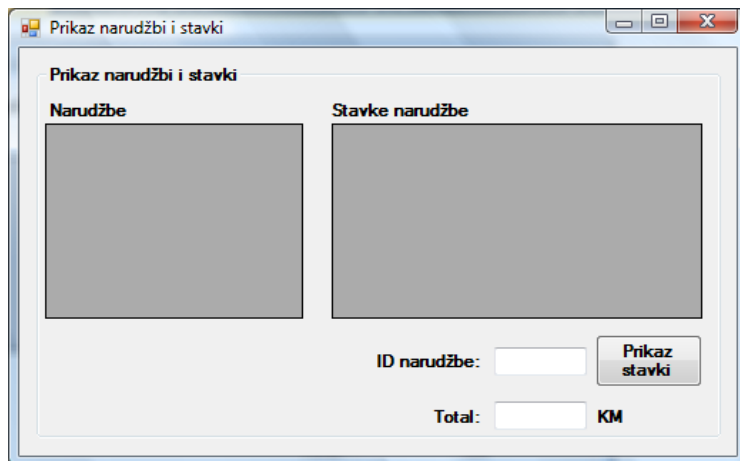 Prikaz narudžbi i stavki
Prikaz narudžbi i stavki
Narudžbe
Stavke narudžbe
ID narudžbe:
Prikaz
stavki
Total:
KM